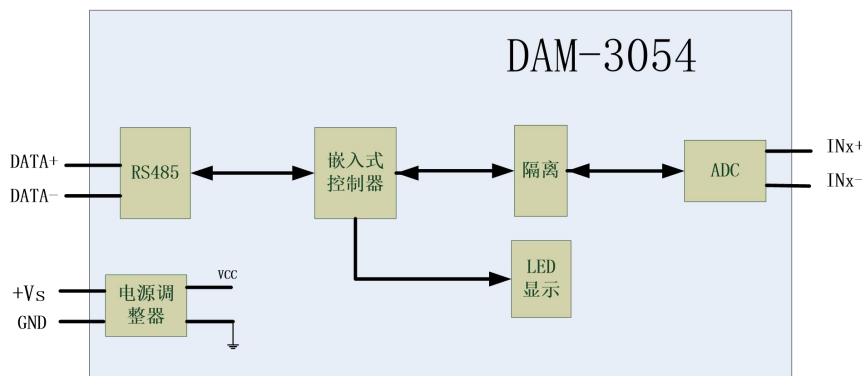 DAM-3054
DATA+
DATA-
RS485
嵌入式
控制器
隔离
ADC
INx+
INx-
LED
显示
+Vs
GND
电源调
整器
VCC